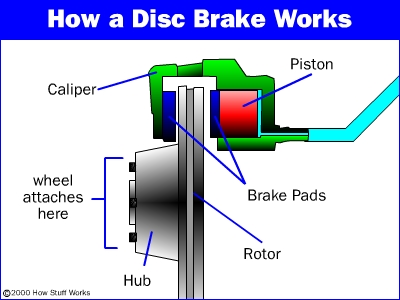 How a Disc Brake Works
Piston
Caliper
wheel
attaches
here
Brake Pads
Rotor
Hub
©2000 How Stuff Works